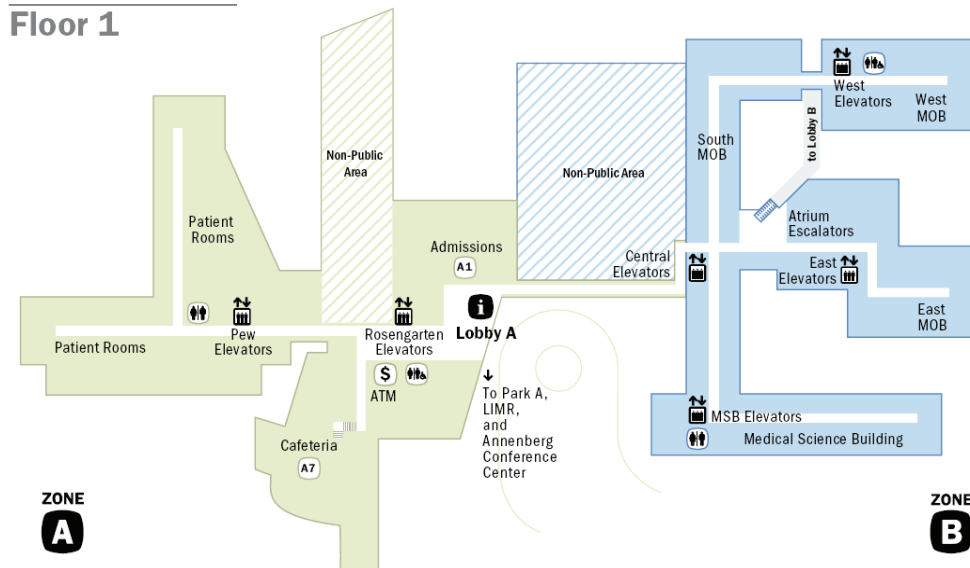 Floor 1
Non-Public
Area
Non-Public Area
Patient
Rooms
Admissions
A1
Patient Rooms
Pew
Elevators
Rosengarten
Elevators
i
Lobby A
$
ATM
To Park A,
LIMR,
and
Annenberg
Conference
Center
Cafeteria
A7
ZONE
A
South
MOB
West
Elevators
West
MOB
to Lobby B
Atrium
Escalators
Central
Elevators
East
Elevators
East
MOB
MSB Elevators
Medical Science Building
ZONE
B